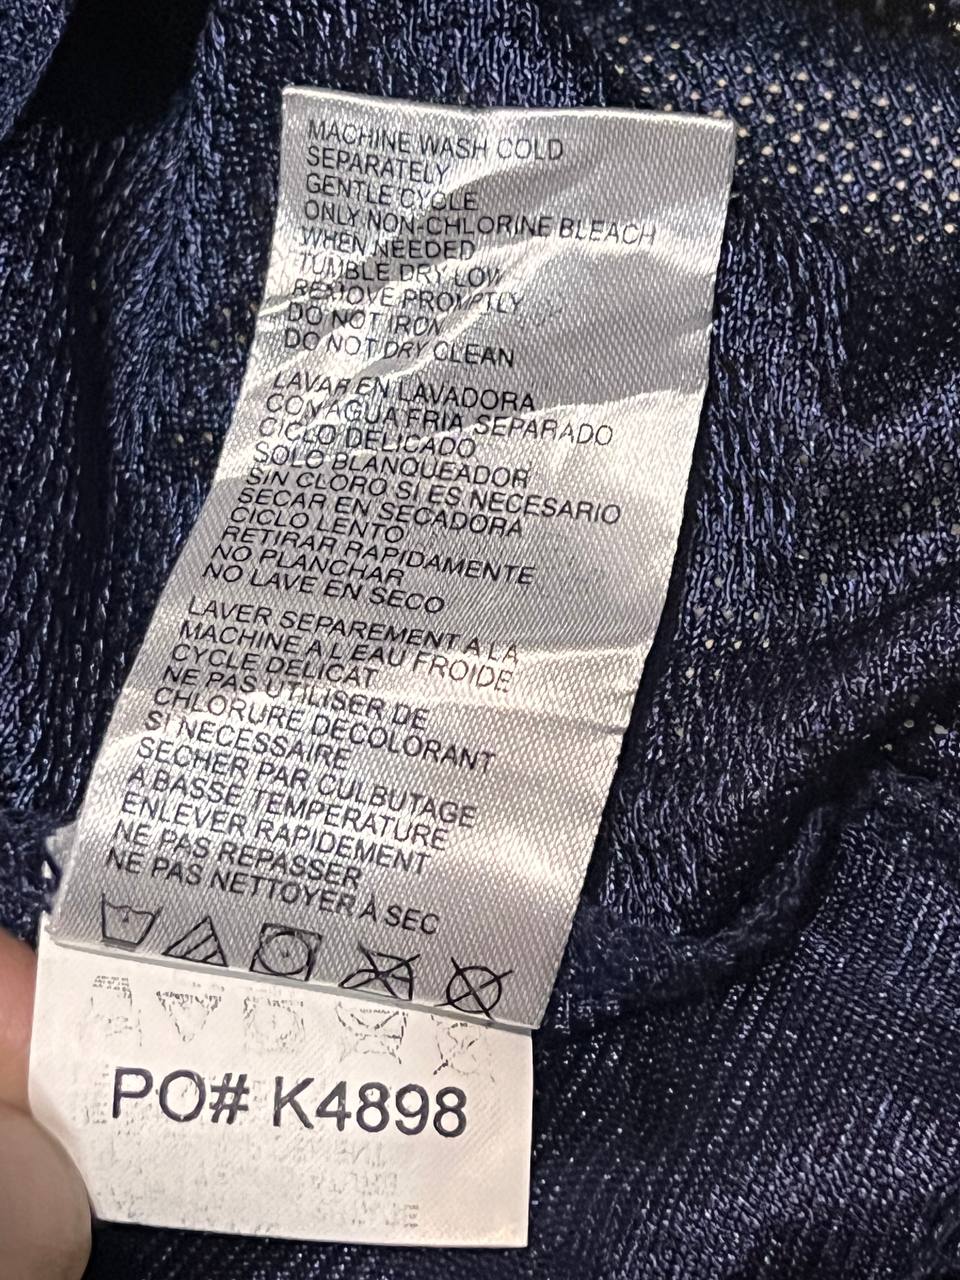 MACHINE WASH COLD
SEPARATELY
GENTLE CYCLE
ONLY NON-CHLORINE BLEACH
WHEN NEEDED
TUMBLE DRY LOW
REMOVE PROMPTLY
DO NOT IRON
DO NOT DRY CLEAN
LAVAR EN LAVADORA
CON AGUA FRIA SEPARADO
CICLO DELICADO
SOLO BLANQUEADOR
SIN CLORO SI ES NECESARIO
SECAR EN SECADORA
CICLO LENTO
RETIRAR RAPIDAMENTE
NO PLANCHAR
NO LAVE EN SECO
LAVER SEPAREMENT A LA
MACHINE A L'EAU FROIDE
CYCLE DELICAT
NE PAS UTILISER DE
CHLORURE DECOLORANT
SI NECESSAIRE
SECHER PAR CULBUTAGE
A BASSE TEMPERATURE
ENLEVER RAPIDEMENT
NE PAS REPASSER
NE PAS NETTOYER A SEC
PO# K4898